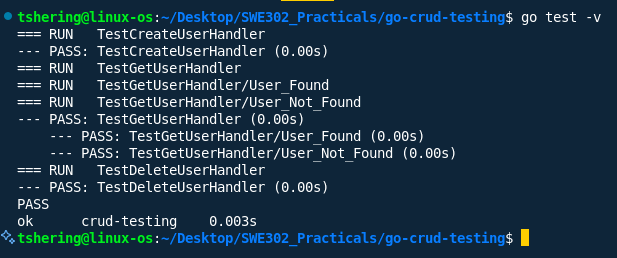 tshering@linux-os:~/Desktop/SWE302_Practicals/go-crud-testing$ go test -v
=== RUN   TestCreateUserHandler
--- PASS: TestCreateUserHandler (0.00s)
=== RUN   TestGetUserHandler
=== RUN   TestGetUserHandler/User_Found
=== RUN   TestGetUserHandler/User_Not_Found
--- PASS: TestGetUserHandler (0.00s)
    --- PASS: TestGetUserHandler/User_Found (0.00s)
    --- PASS: TestGetUserHandler/User_Not_Found (0.00s)
=== RUN   TestDeleteUserHandler
--- PASS: TestDeleteUserHandler (0.00s)
PASS
ok      crud-testing    0.003s
tshering@linux-os:~/Desktop/SWE302_Practicals/go-crud-testing$